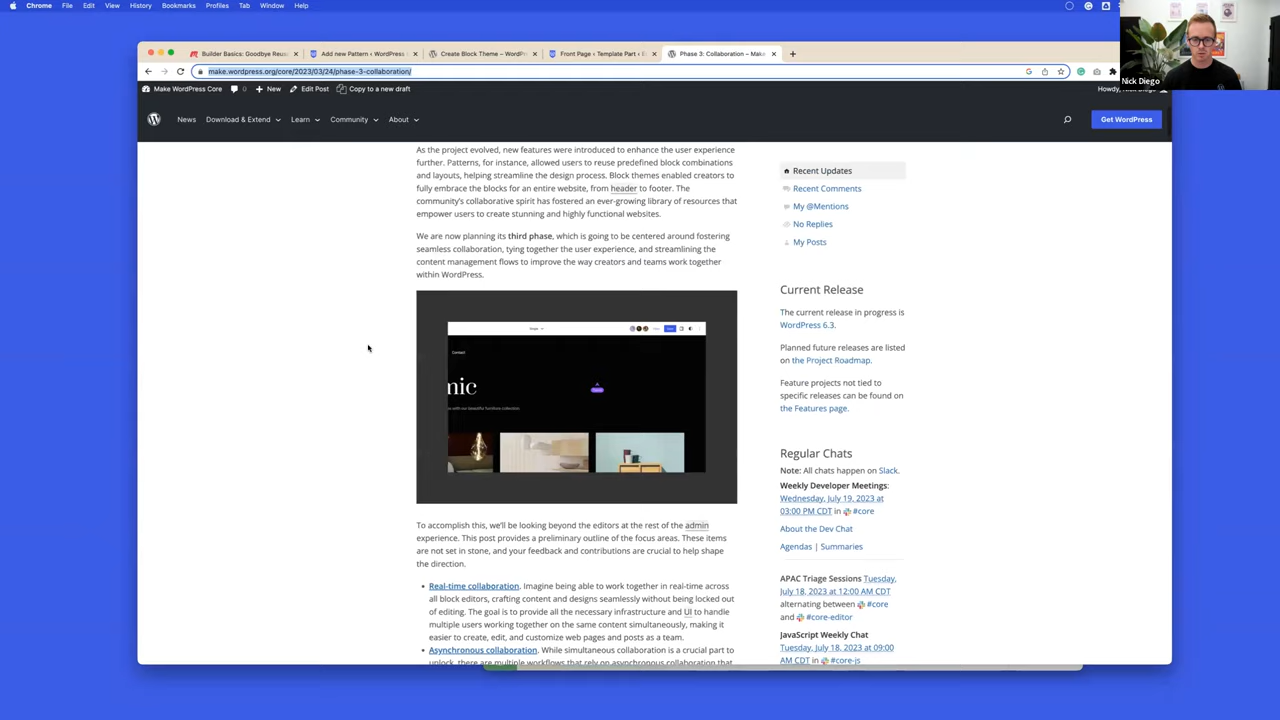 Chrome File Edit View History Bookmarks Profiles Tab Window Help
Builder Basics: Goodbye Reus
Add new Pattern ‹ WordPress
Create Block Theme – WordPr
Front Page ‹ Template Part ‹
Phase 3: Collaboration – Make
make.wordpress.org/core/2023/03/24/phase-3-collaboration/
Make WordPress Core 0 New Edit Post Copy to a new draft
Nick Diego
News Download & Extend Learn Community About Get WordPress
As the project evolved, new features were introduced to enhance the user experience
further. Patterns, for instance, allowed users to reuse predefined block combinations
and layouts, helping streamline the design process. Block themes enabled creators to
fully embrace the blocks for an entire website, from header to footer. The
community's collaborative spirit has fostered an ever-growing library of resources that
empower users to create stunning and highly functional websites.
We are now planning its third phase, which is going to be centered around fostering
seamless collaboration, tying together the user experience, and streamlining the
content management flows to improve the way creators and teams work together
within WordPress.
Contact
nic
To accomplish this, we'll be looking beyond the editors at the rest of the admin
experience. This post provides a preliminary outline of the focus areas. These items
are not set in stone, and your feedback and contributions are crucial to help shape
the direction.
• Real-time collaboration. Imagine being able to work together in real-time across
all block editors, crafting content and designs seamlessly without being locked out
of editing. The goal is to provide all the necessary infrastructure and UI to handle
multiple users working together on the same content simultaneously, making it
easier to create, edit, and customize web pages and posts as a team.
• Asynchronous collaboration. While simultaneous collaboration is a crucial part to
unlock, there are multiple workflows that rely on asynchronous collaboration that
Recent Updates
Recent Comments
My @Mentions
No Replies
My Posts
Current Release
The current release in progress is
WordPress 6.3.
Planned future releases are listed
on the Project Roadmap.
Feature projects not tied to
specific releases can be found on
the Features page.
Regular Chats
Note: All chats happen on Slack.
Weekly Developer Meetings:
Wednesday, July 19, 2023 at
03:00 PM CDT in #core
About the Dev Chat
Agendas | Summaries
APAC Triage Sessions Tuesday,
July 18, 2023 at 12:00 AM CDT
alternating between #core
and #core-editor
JavaScript Weekly Chat
Tuesday, July 18, 2023 at 09:00
AM CDT in #core-js